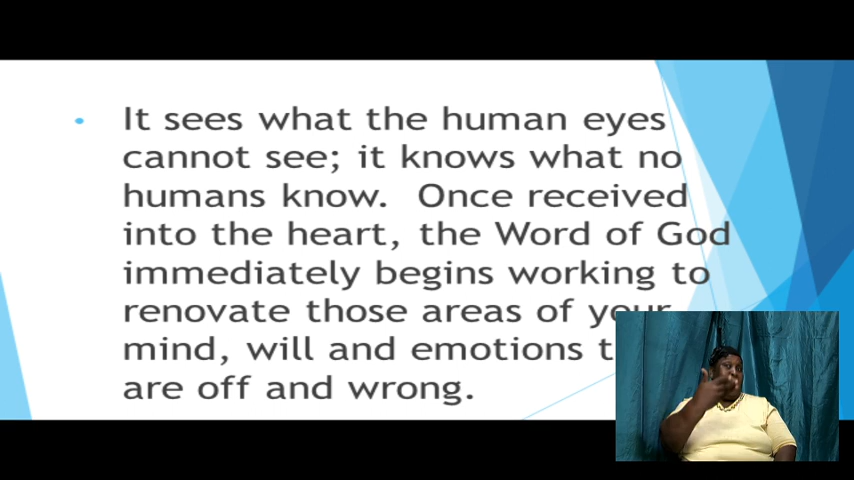 • It sees what the human eyes
cannot see; it knows what no
humans know. Once received
into the heart, the Word of God
immediately begins working to
renovate those areas of your
mind, will and emotions
are off and wrong.